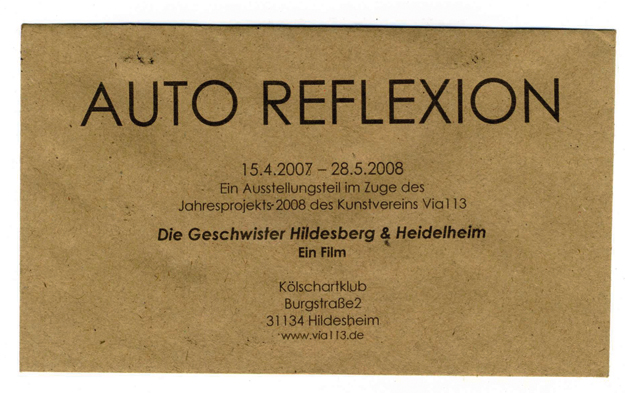 AUTO REFLEXION
15.4.2007 – 28.5.2008
Ein Ausstellungsteil im Zuge des
Jahresprojekts-2008 des Kunstvereins Via113
Die Geschwister Hildesberg & Heidelheim
Ein Film
Kölschartklub
Burgstraße2
31134 Hildesheim
www.via113.de